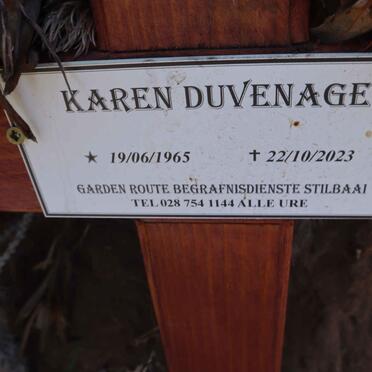 KAREN DUVENAGE
★ 19/06/1965 ✝ 22/10/2023
GARDEN ROUTE BEGRAFNISDIENSTE STILBAAI
TEL 028 754 1144 ALLE URE